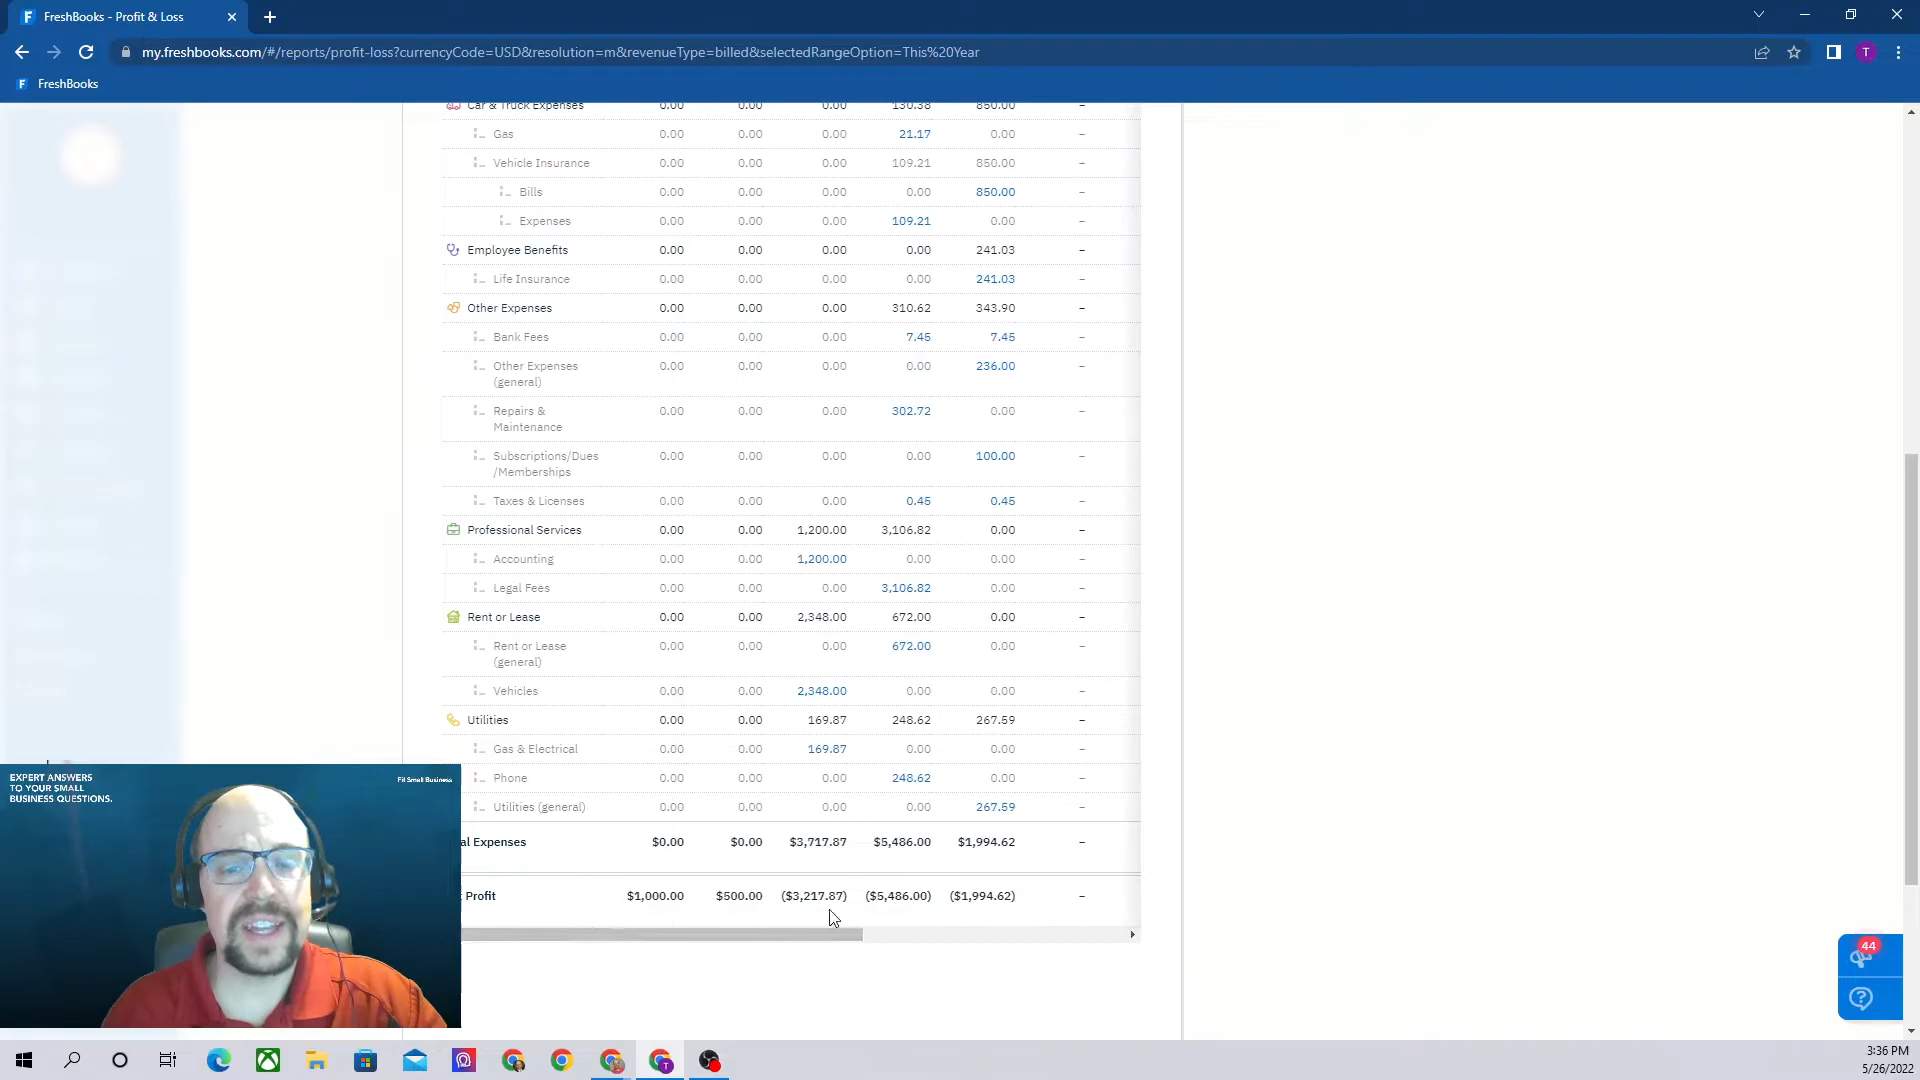 FreshBooks - Profit & Loss
my.freshbooks.com/#/reports/profit-loss?currencyCode=USD&resolution=m&revenueType=billed&selectedRangeOption=This%20Year
T
FreshBooks
Car & Truck Expenses 0.00 0.00 0.00 130.38 850.00 –
Gas 0.00 0.00 0.00 21.17 0.00 –
Vehicle Insurance 0.00 0.00 0.00 109.21 850.00 –
Bills 0.00 0.00 0.00 0.00 850.00 –
Expenses 0.00 0.00 0.00 109.21 0.00 –
Employee Benefits 0.00 0.00 0.00 0.00 241.03 –
Life Insurance 0.00 0.00 0.00 0.00 241.03 –
Other Expenses 0.00 0.00 0.00 310.62 343.90 –
Bank Fees 0.00 0.00 0.00 7.45 7.45 –
Other Expenses 0.00 0.00 0.00 0.00 236.00 –
(general)
Repairs & 0.00 0.00 0.00 302.72 0.00 –
Maintenance
Subscriptions/Dues 0.00 0.00 0.00 0.00 100.00 –
/Memberships
Taxes & Licenses 0.00 0.00 0.00 0.45 0.45 –
Professional Services 0.00 0.00 1,200.00 3,106.82 0.00 –
Accounting 0.00 0.00 1,200.00 0.00 0.00 –
Legal Fees 0.00 0.00 0.00 3,106.82 0.00 –
Rent or Lease 0.00 0.00 2,348.00 672.00 0.00 –
Rent or Lease 0.00 0.00 0.00 672.00 0.00 –
(general)
Vehicles 0.00 0.00 2,348.00 0.00 0.00 –
Utilities 0.00 0.00 169.87 248.62 267.59 –
Gas & Electrical 0.00 0.00 169.87 0.00 0.00 –
Phone 0.00 0.00 0.00 248.62 0.00 –
Utilities (general) 0.00 0.00 0.00 0.00 267.59 –
al Expenses $0.00 $0.00 $3,717.87 $5,486.00 $1,994.62 –
Profit $1,000.00 $500.00 ($3,217.87) ($5,486.00) ($1,994.62) –
EXPERT ANSWERS
TO YOUR SMALL
BUSINESS QUESTIONS.
Fit Small Business
44
3:36 PM
5/26/2022